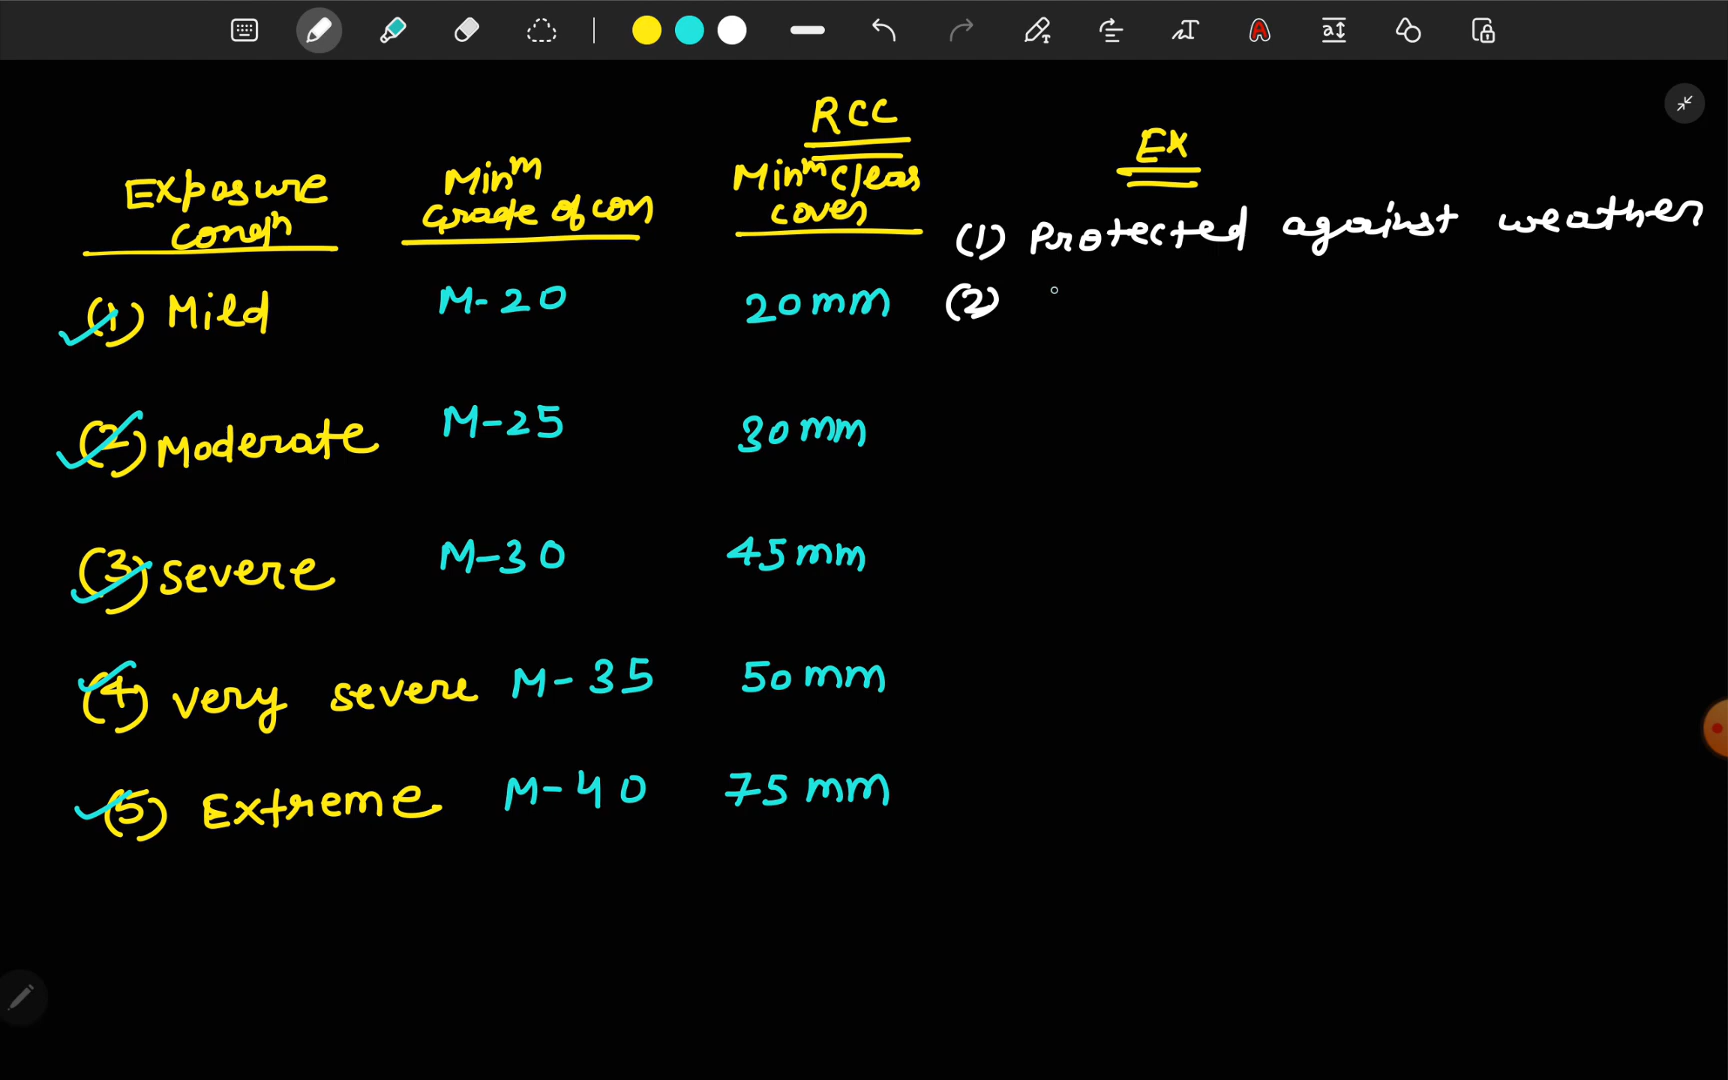 RCC
EX
Exposure
condn
Minm
Grade of con
Minm clear
cover
(1) Protected against weather
(1) Mild M-20 20mm
(2)
(2) Moderate M-25 30mm
(3) severe M-30 45mm
(4) very severe M-35 50mm
(5) Extreme M-40 75mm